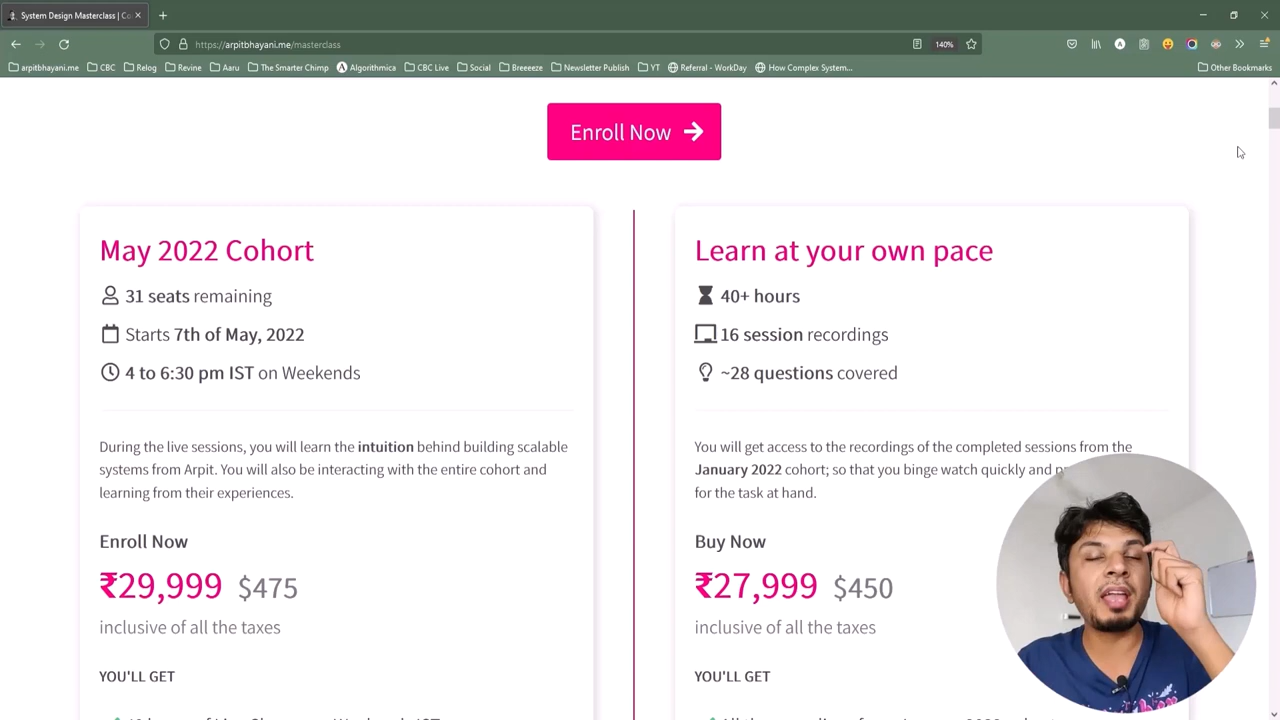 System Design Masterclass | Co
https://arpitbhayani.me/masterclass
140%
arpitbhayani.me
CBC
Relog
Revine
Aaru
The Smarter Chimp
Algorithmica
CBC Live
Social
Breeeeze
Newsletter Publish
YT
Referral - WorkDay
How Complex System...
Other Bookmarks
Enroll Now
May 2022 Cohort
31 seats remaining
Starts 7th of May, 2022
4 to 6:30 pm IST on Weekends
During the live sessions, you will learn the intuition behind building scalable
systems from Arpit. You will also be interacting with the entire cohort and
learning from their experiences.
Enroll Now
₹29,999 $475
inclusive of all the taxes
YOU'LL GET
Learn at your own pace
40+ hours
16 session recordings
~28 questions covered
You will get access to the recordings of the completed sessions from the
January 2022 cohort; so that you binge watch quickly and
for the task at hand.
Buy Now
₹27,999 $450
inclusive of all the taxes
YOU'LL GET